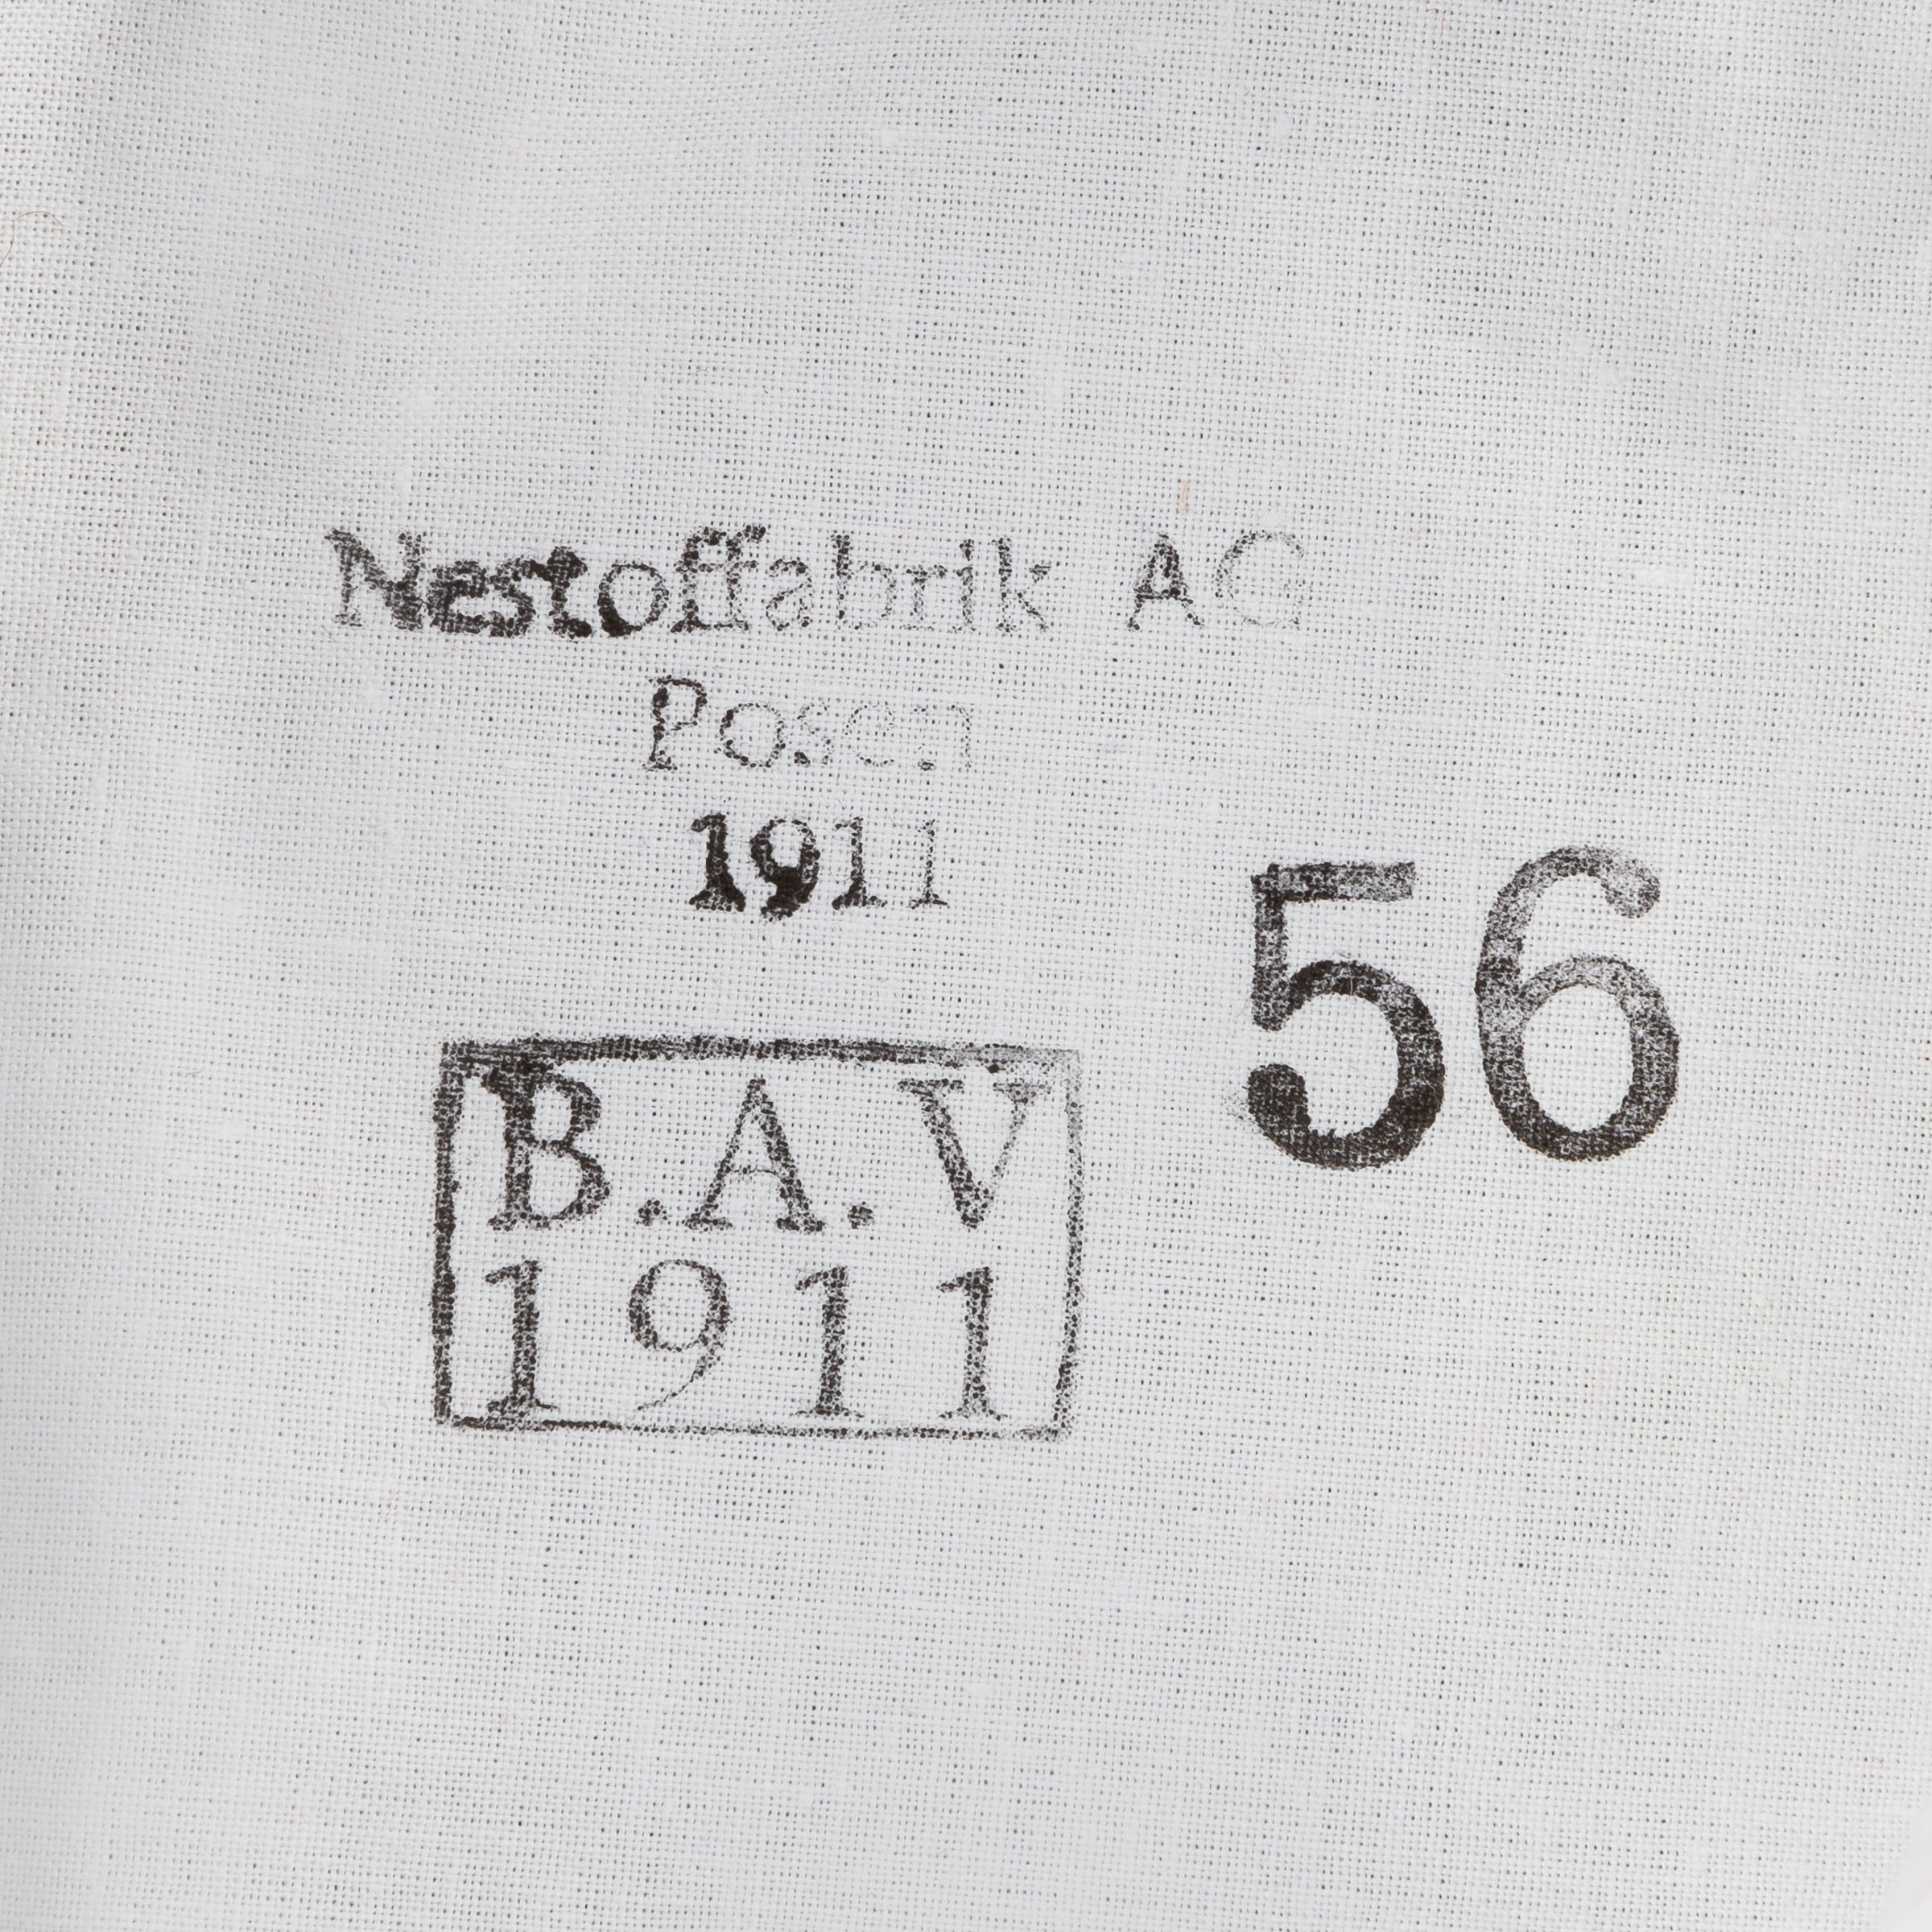 Nestoffabrik AG
Posen
1911
56
B.A.V
1911